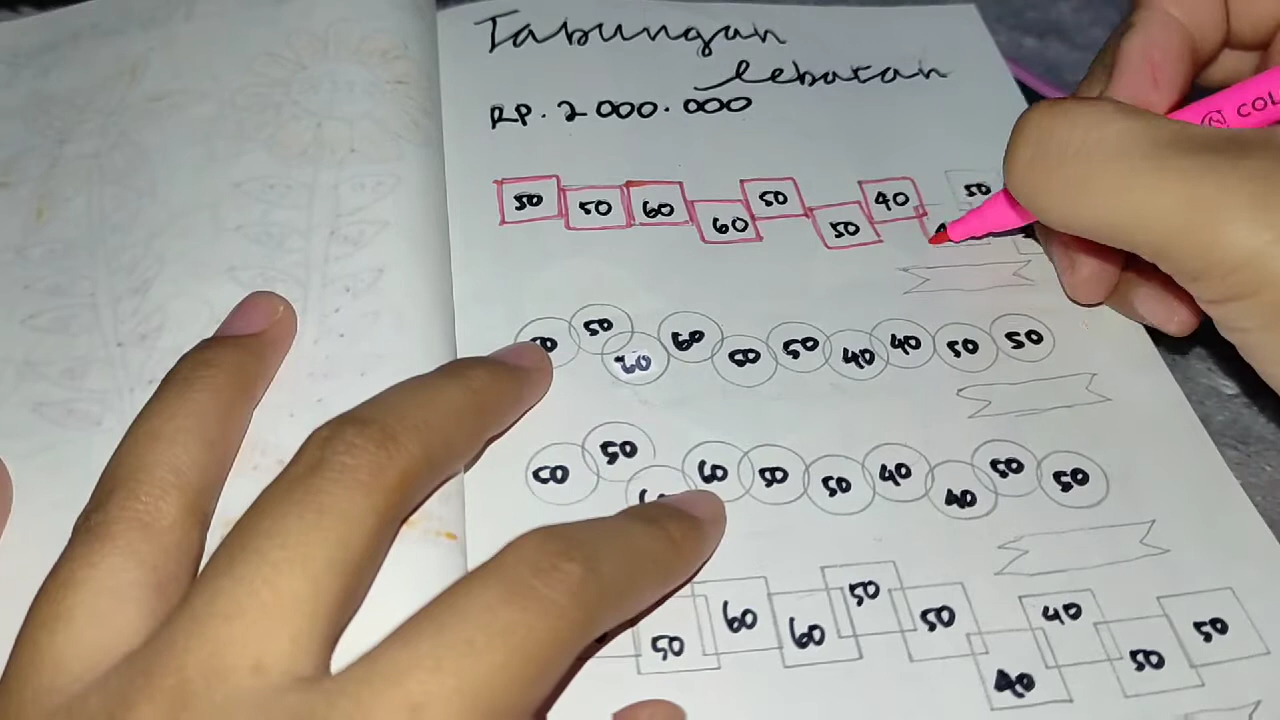 Tabungan
lebaran
RP. 2 000.000
50 50 60 60 50 50 40 50
50 60 60 50 50 40 40 50 50
50 50 60 50 50 40 40 50 50
50 60 60 50 50 40 40 50 50
COL